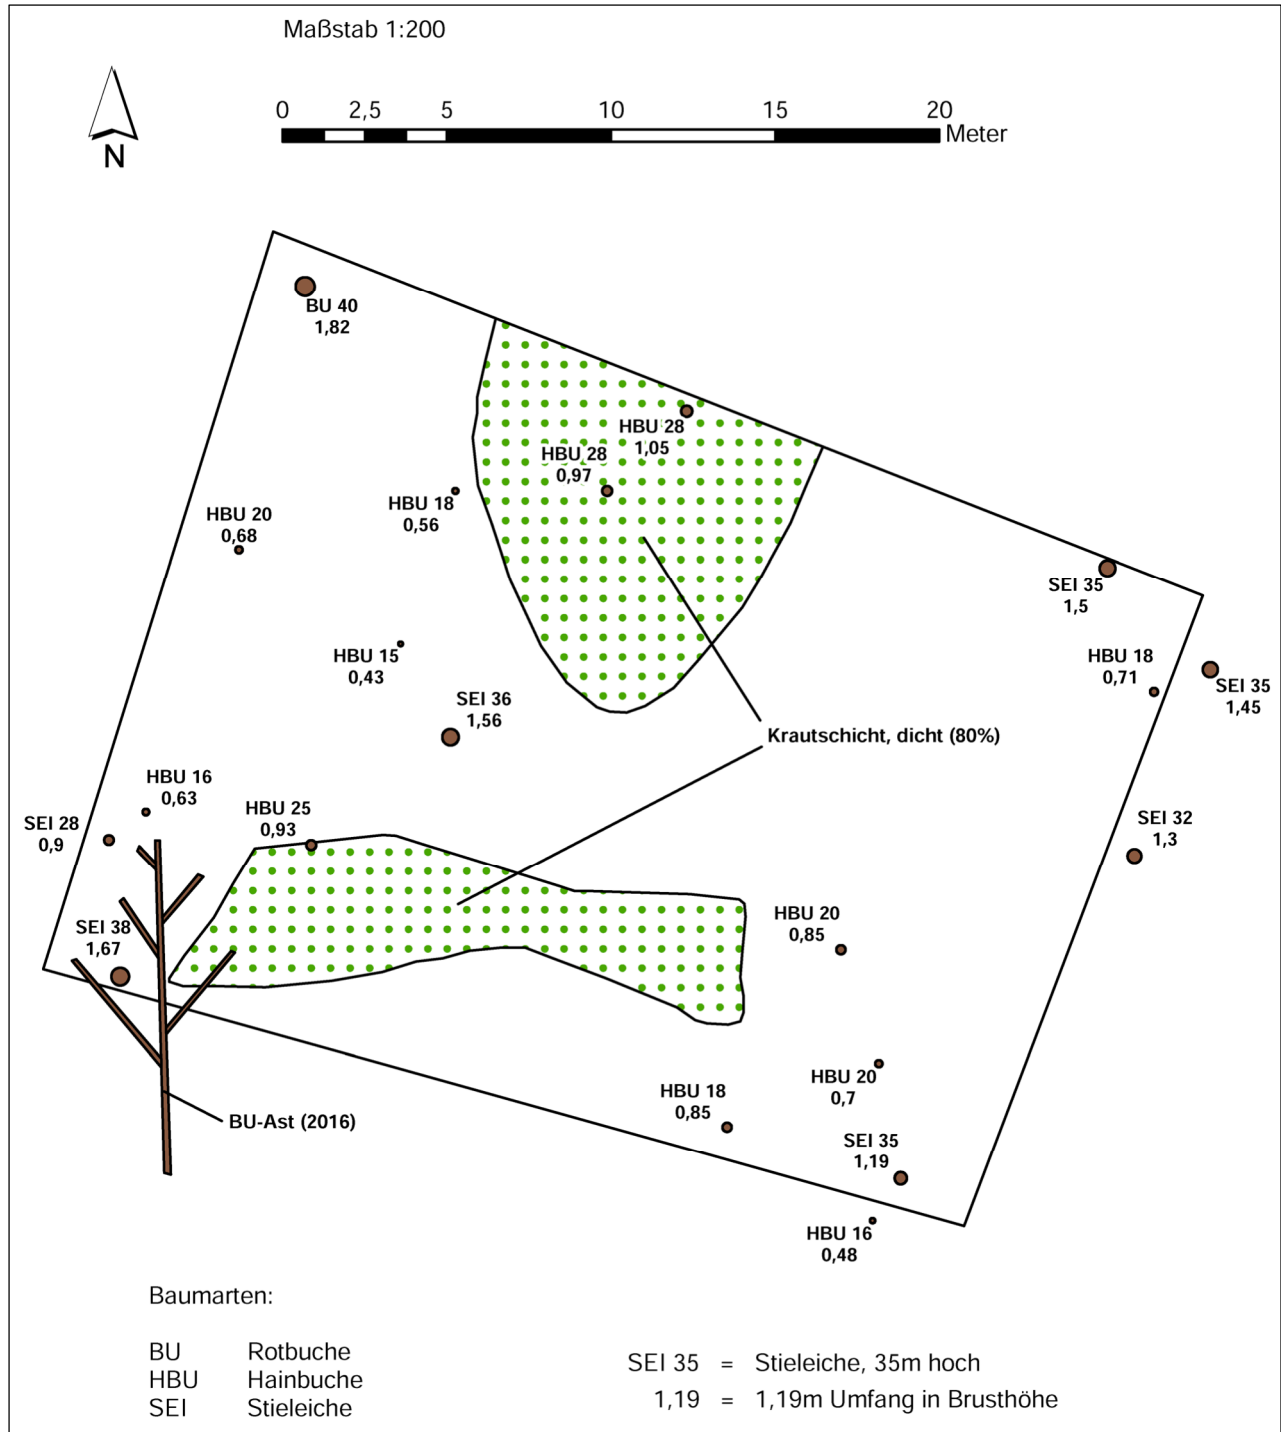 Maßstab 1:200
0 2,5 5 10 15 20
Meter
N
BU 40
1,82
HBU 28
1,05
HBU 28
0,97
HBU 18
0,56
HBU 20
0,68
SEI 35
1,5
HBU 18
0,71
SEI 35
1,45
HBU 15
0,43
SEI 36
1,56
Krautschicht, dicht (80%)
HBU 16
0,63
HBU 25
0,93
SEI 28
0,9
SEI 32
1,3
HBU 20
0,85
SEI 38
1,67
HBU 20
0,7
HBU 18
0,85
BU-Ast (2016)
SEI 35
1,19
HBU 16
0,48
Baumarten:
BU Rotbuche
HBU Hainbuche
SEI Stieleiche
SEI 35 = Stieleiche, 35m hoch
1,19 = 1,19m Umfang in Brusthöhe